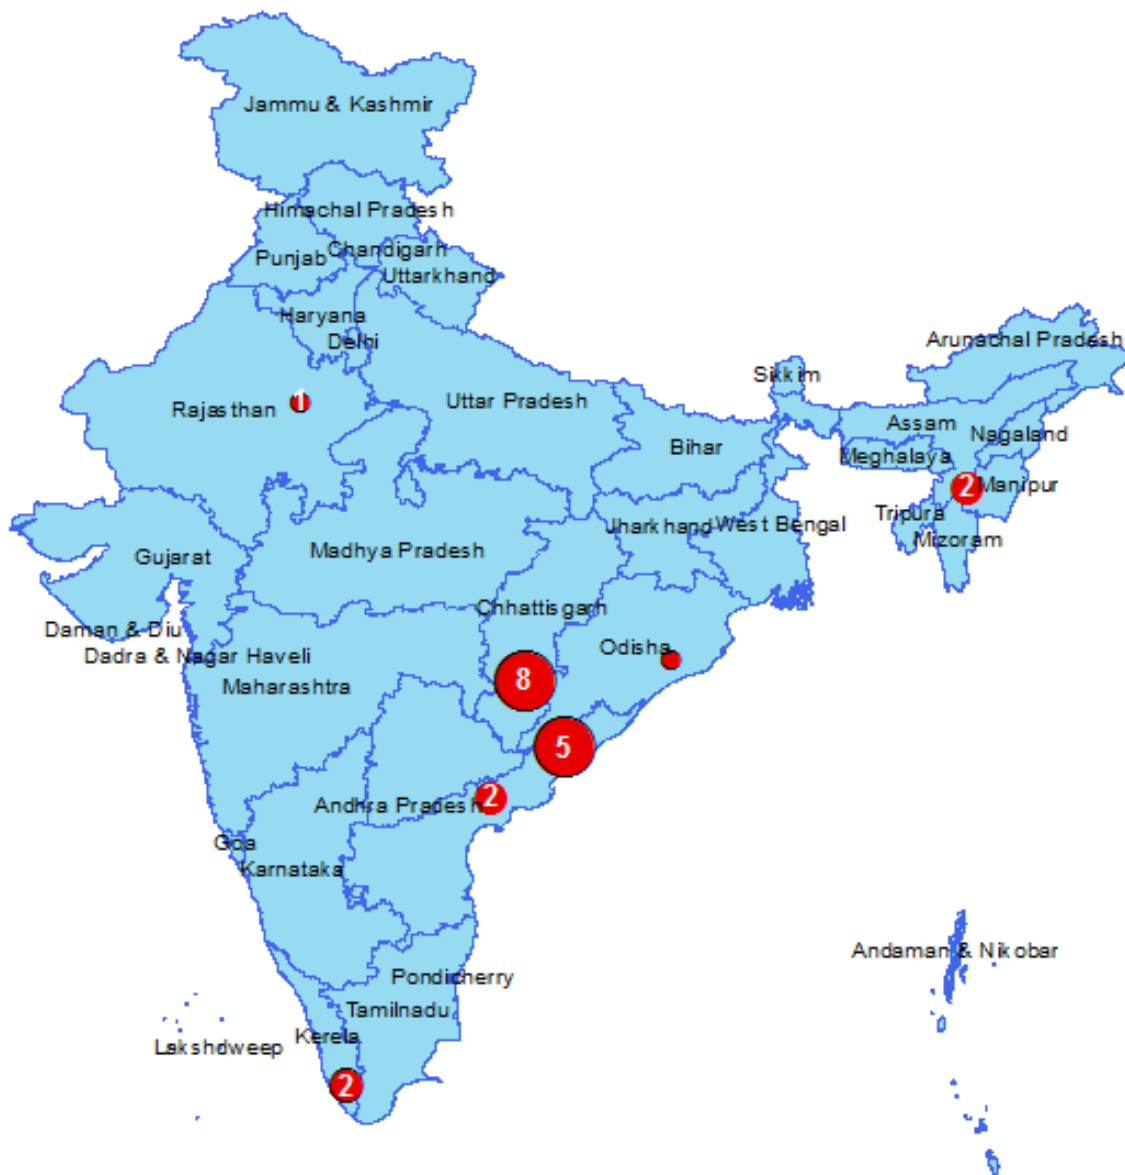 Jammu & Kashmir
Himachal Pradesh
Chandigarh
Punjab
Uttarkhand
Haryana
Delhi
Arunachal Pradesh
Sikkim
Rajasthan
1
Uttar Pradesh
Assam
Nagaland
Bihar
Meghalaya
2
Manipur
Tripura
Jharkhand
West Bengal
Mizoram
Madhya Pradesh
Gujarat
Chhattisgarh
Daman & Diu
Odisha
Dadra & Nagar Haveli
Maharashtra
8
5
2
Andhra Pradesh
Goa
Karnataka
Andaman & Nikobar
Pondicherry
Tamilnadu
Kerela
Lakshdweep
2